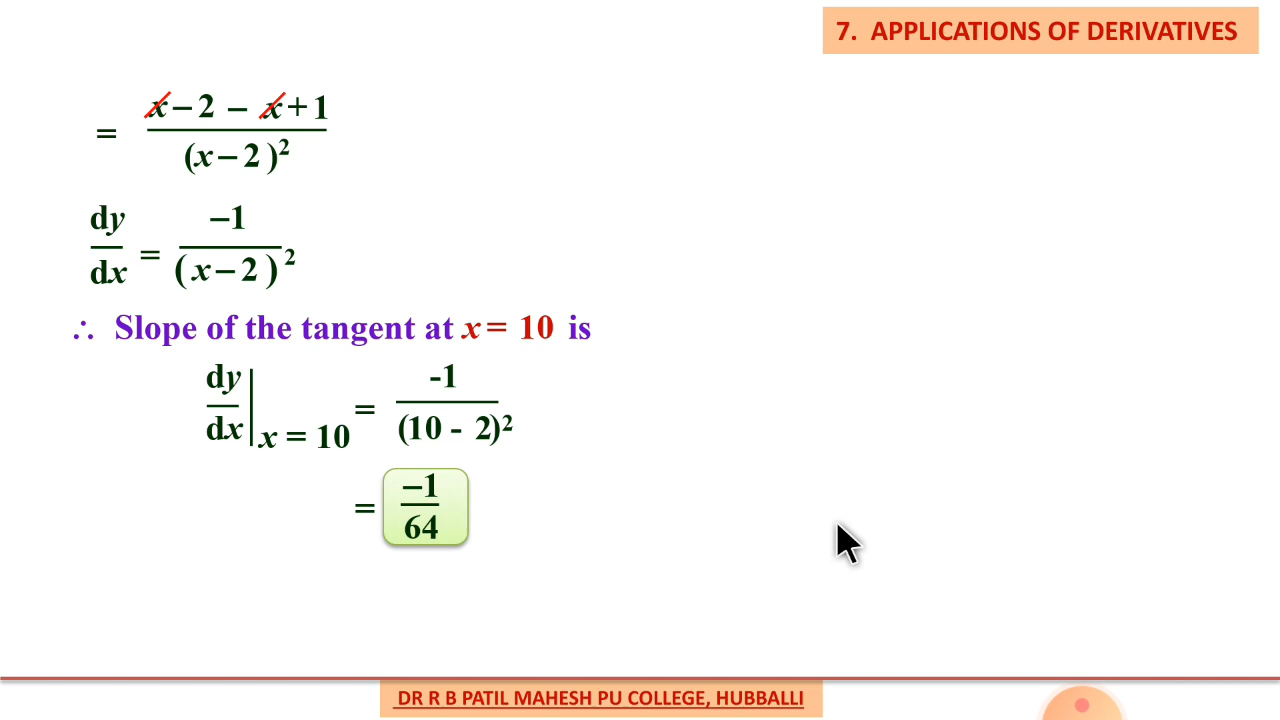 7. APPLICATIONS OF DERIVATIVES
= x − 2 − x + 1
(x − 2 )²
dy/dx = −1/( x − 2 )²
∴ Slope of the tangent at x = 10 is
dy/dx | x = 10 = -1/(10 - 2)²
= −1/64
DR R B PATIL MAHESH PU COLLEGE, HUBBALLI